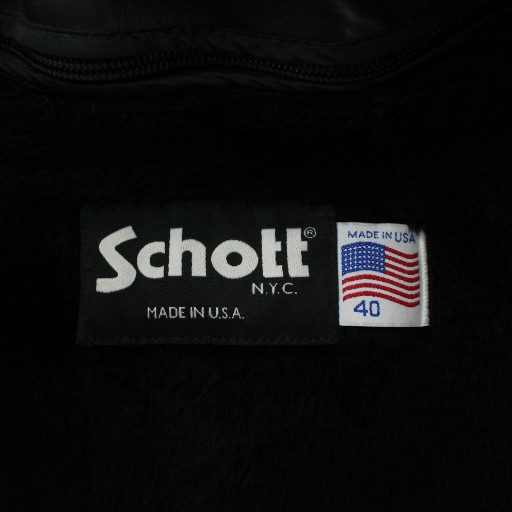 Schott®
N.Y.C.
MADE IN U.S.A.
MADE IN USA
40